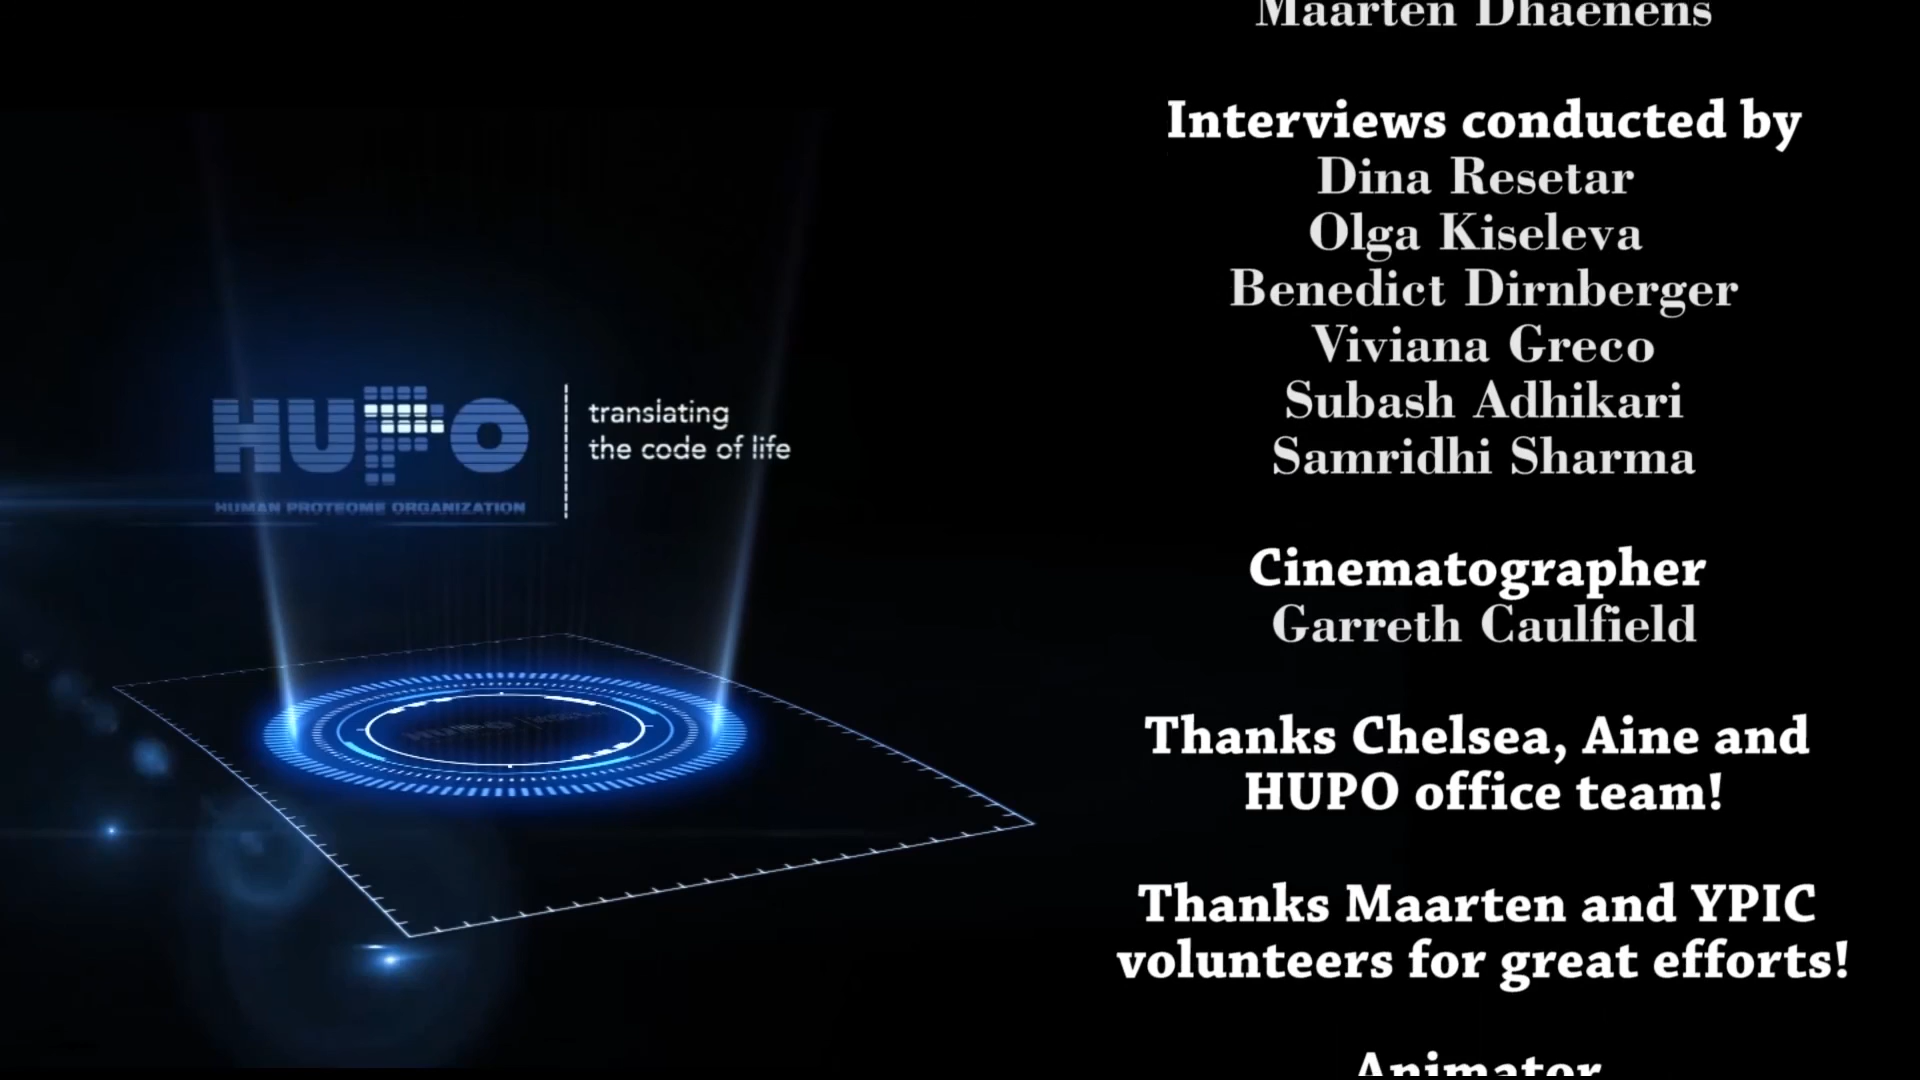 HUPO
HUMAN PROTEOME ORGANIZATION
translating
the code of life
Maarten Dhaenens
Interviews conducted by
Dina Resetar
Olga Kiseleva
Benedict Dirnberger
Viviana Greco
Subash Adhikari
Samridhi Sharma
Cinematographer
Garreth Caulfield
Thanks Chelsea, Aine and
HUPO office team!
Thanks Maarten and YPIC
volunteers for great efforts!
Animator